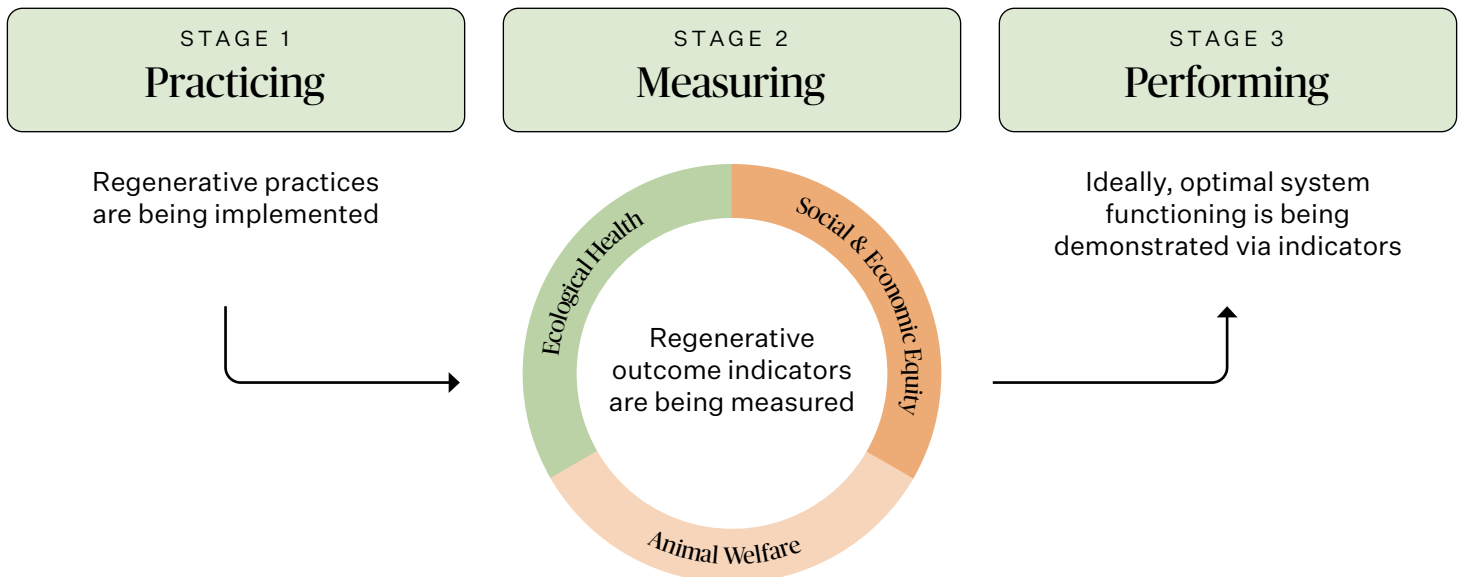 STAGE 1
Practicing
Regenerative practices
are being implemented
STAGE 2
Measuring
Ecological Health
Social & Economic Equity
Animal Welfare
Regenerative
outcome indicators
are being measured
STAGE 3
Performing
Ideally, optimal system
functioning is being
demonstrated via indicators